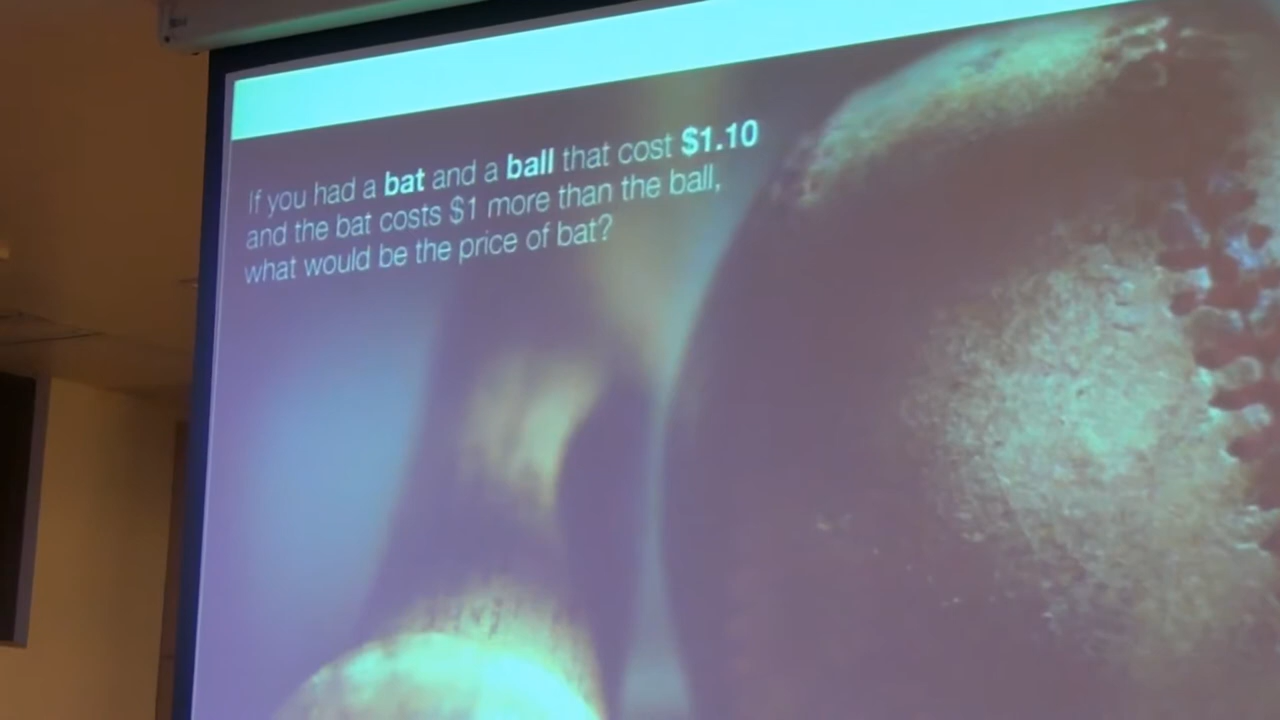 If you had a bat and a ball that cost $1.10
and the bat costs $1 more than the ball,
what would be the price of bat?